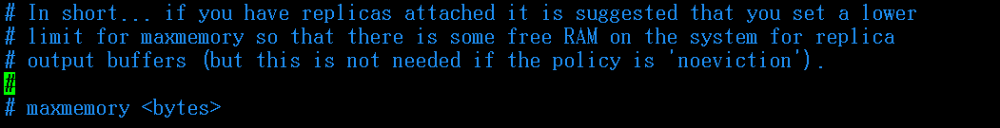 # In short... if you have replicas attached it is suggested that you set a lower
# limit for maxmemory so that there is some free RAM on the system for replica
# output buffers (but this is not needed if the policy is 'noeviction').
#
# maxmemory <bytes>